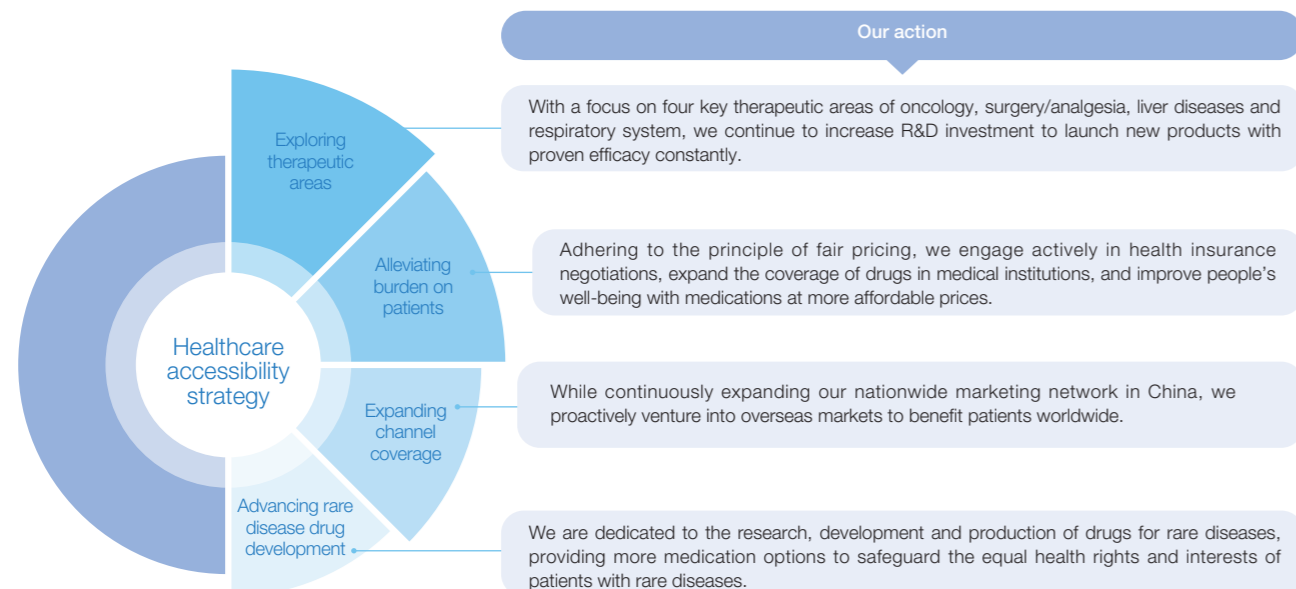 Our action
Exploring
therapeutic
areas
With a focus on four key therapeutic areas of oncology, surgery/analgesia, liver diseases and
respiratory system, we continue to increase R&D investment to launch new products with
proven efficacy constantly.
Alleviating
burden on
patients
Adhering to the principle of fair pricing, we engage actively in health insurance
negotiations, expand the coverage of drugs in medical institutions, and improve people’s
well-being with medications at more affordable prices.
Healthcare
accessibility
strategy
Expanding
channel
coverage
While continuously expanding our nationwide marketing network in China, we
proactively venture into overseas markets to benefit patients worldwide.
Advancing rare
disease drug
development
We are dedicated to the research, development and production of drugs for rare diseases,
providing more medication options to safeguard the equal health rights and interests of
patients with rare diseases.